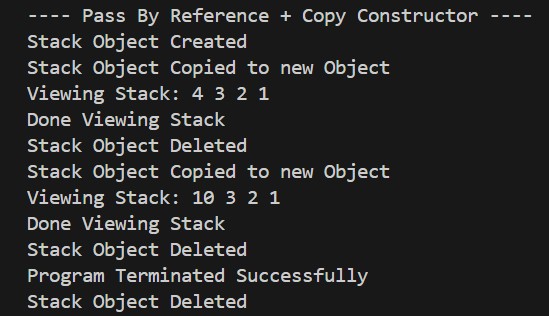 ---- Pass By Reference + Copy Constructor ----
Stack Object Created
Stack Object Copied to new Object
Viewing Stack: 4 3 2 1
Done Viewing Stack
Stack Object Deleted
Stack Object Copied to new Object
Viewing Stack: 10 3 2 1
Done Viewing Stack
Stack Object Deleted
Program Terminated Successfully
Stack Object Deleted